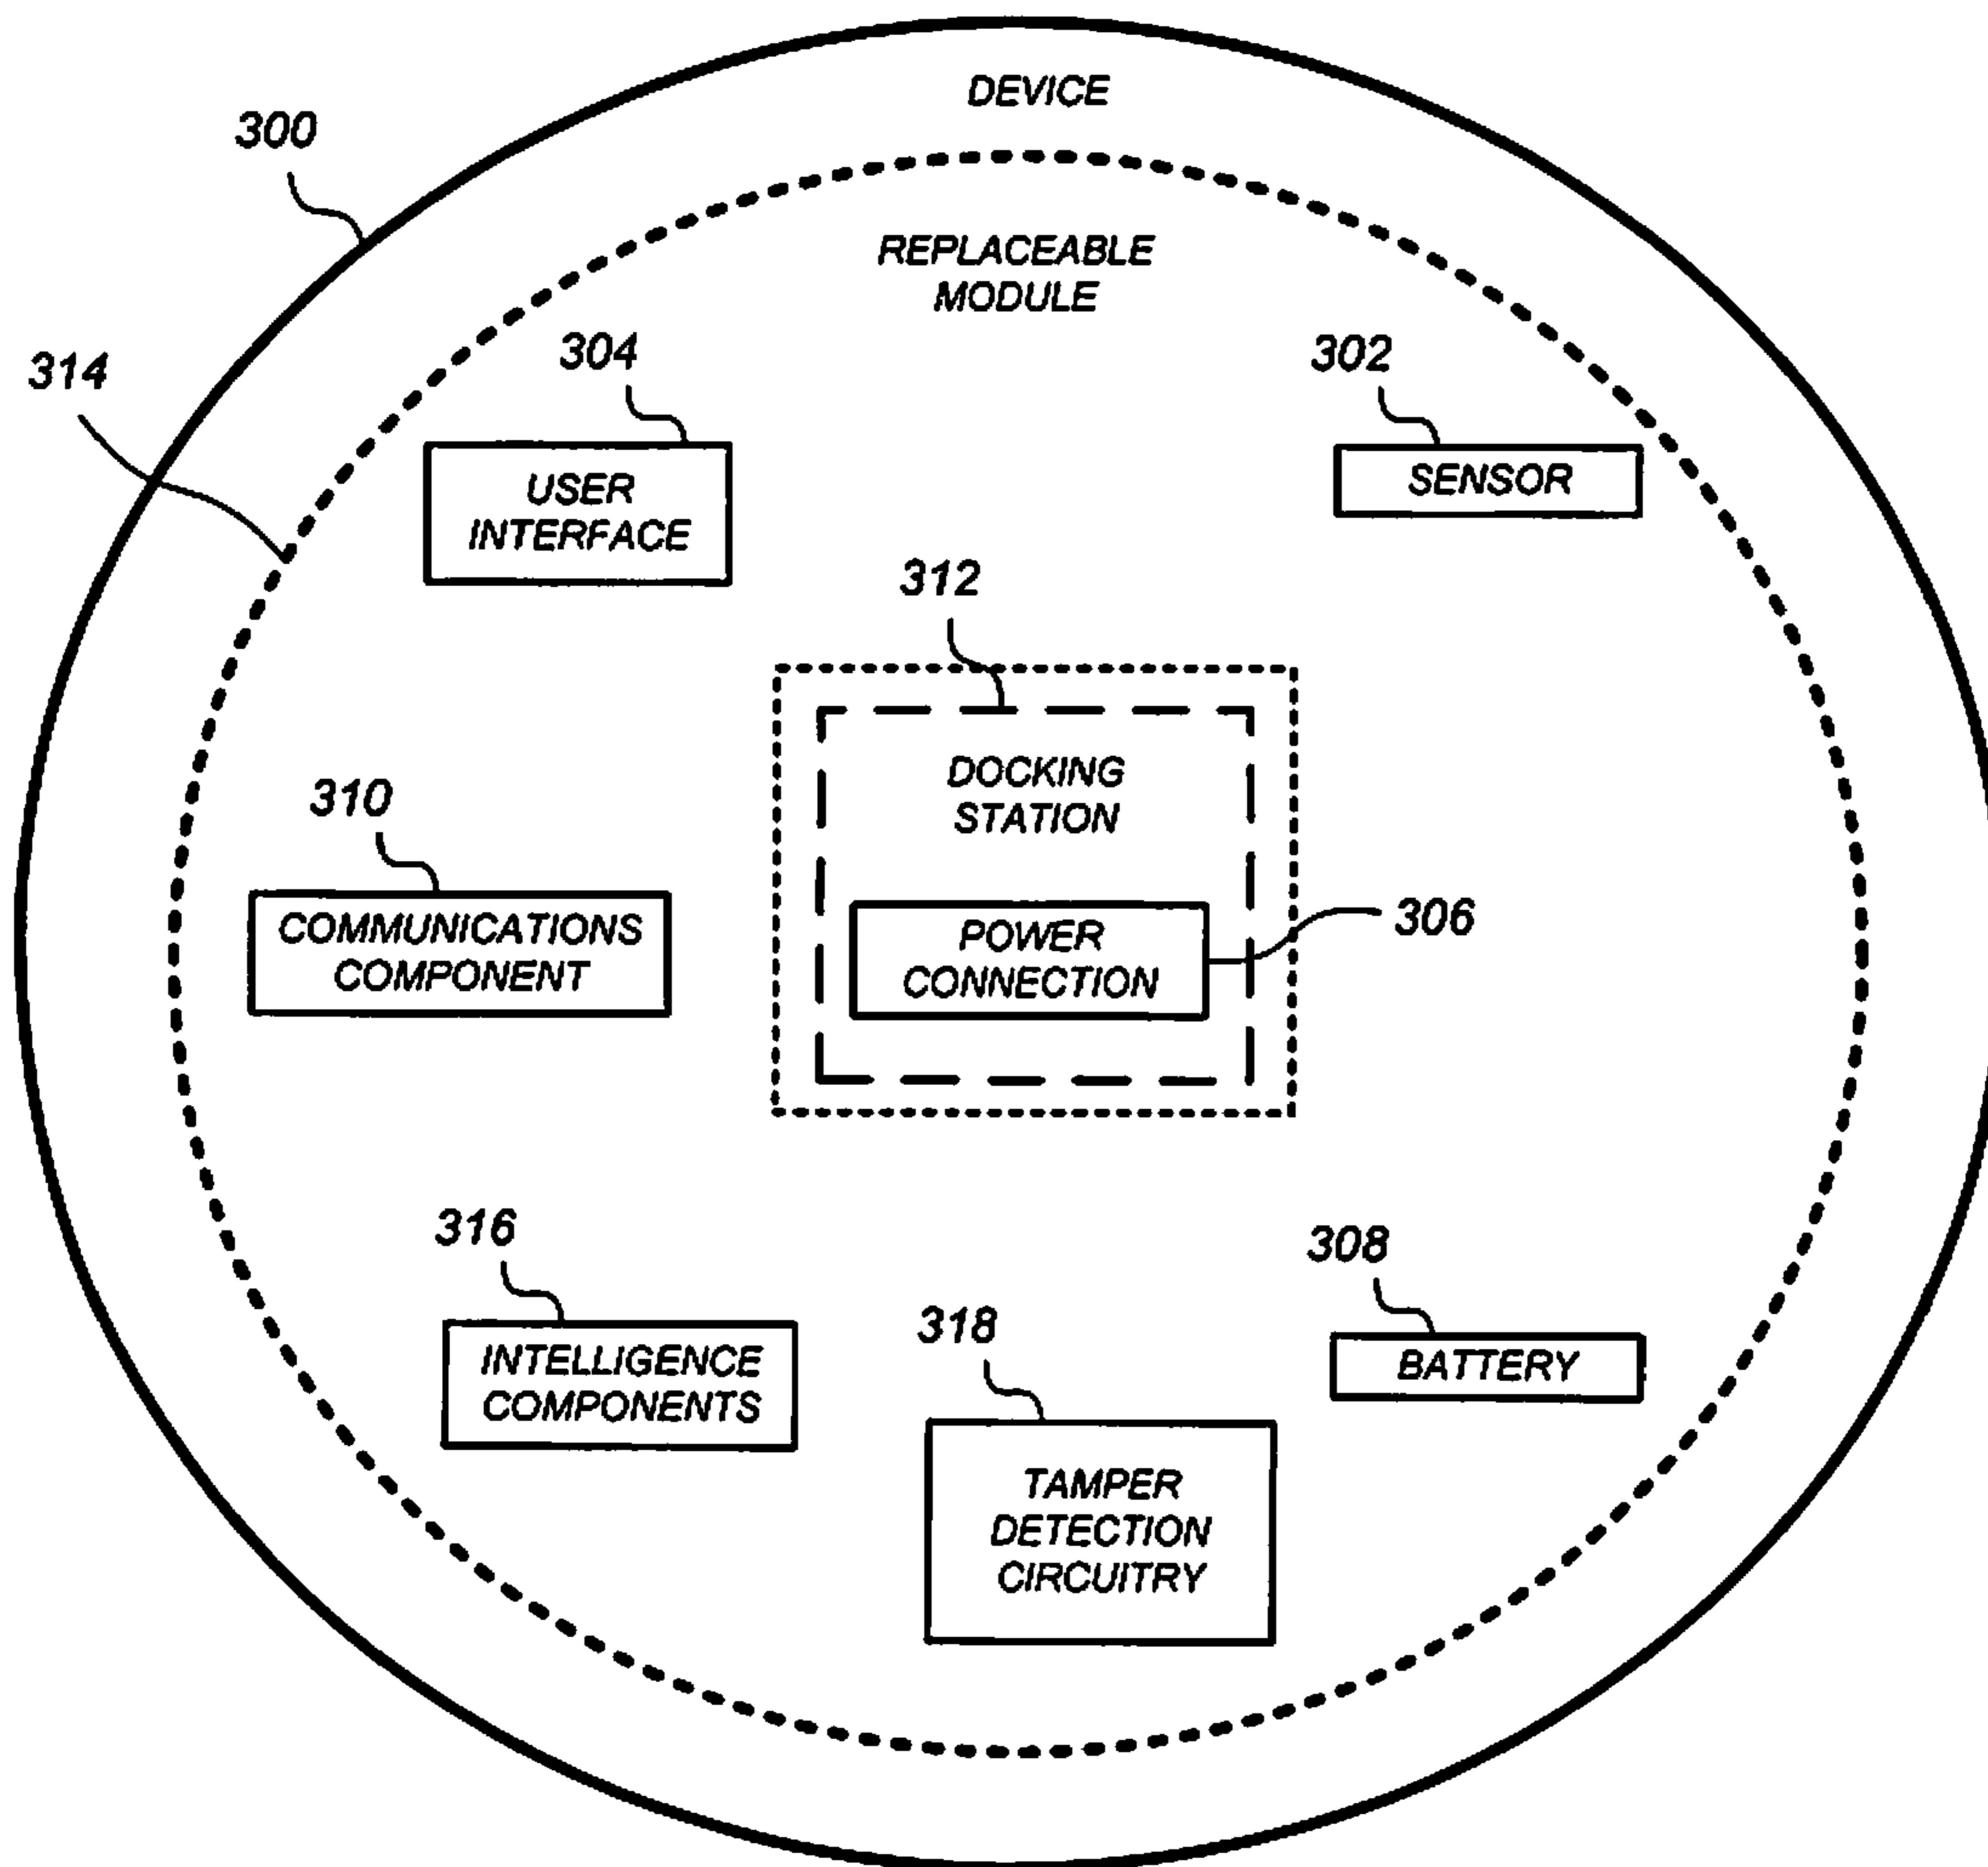 DEVICE
300
REPLACEABLE
MODULE
314
304
302
USER
INTERFACE
SENSOR
312
DOCKING
STATION
310
COMMUNICATIONS
COMPONENT
POWER
CONNECTION
306
316
308
318
INTELLIGENCE
COMPONENTS
BATTERY
TAMPER
DETECTION
CIRCUITRY